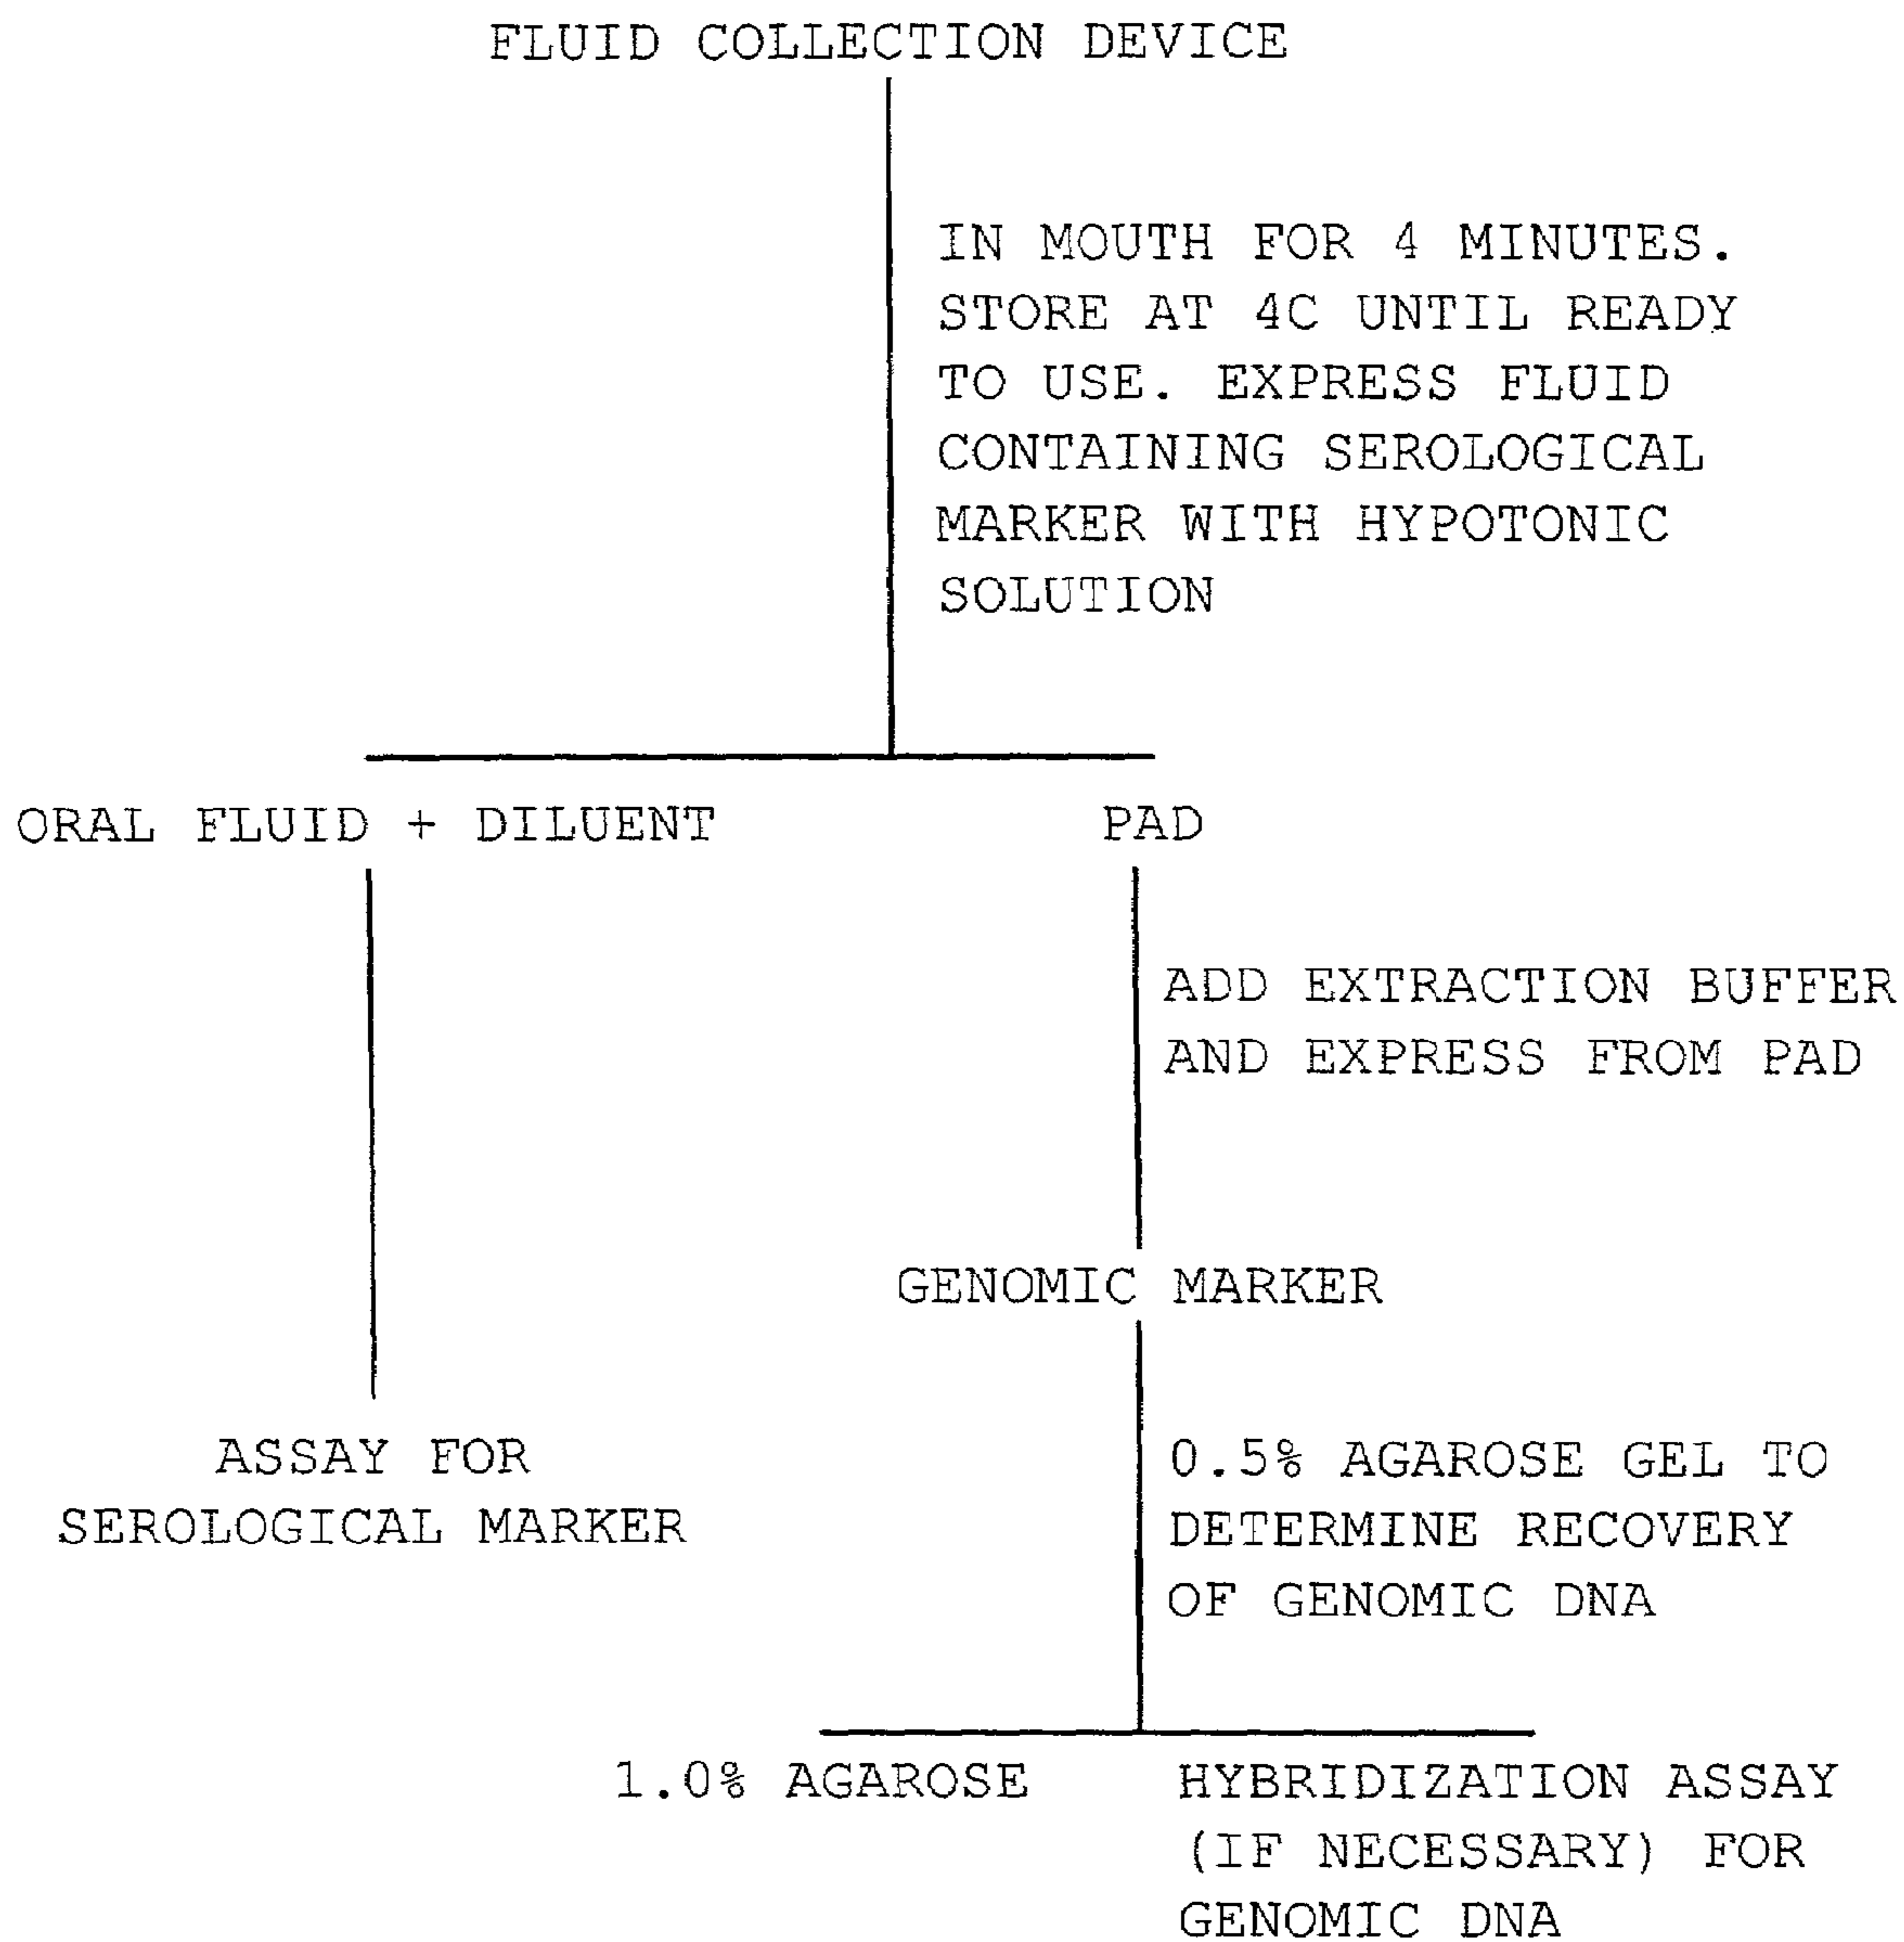 FLUID COLLECTION DEVICE
IN MOUTH FOR 4 MINUTES.
STORE AT 4C UNTIL READY
TO USE. EXPRESS FLUID
CONTAINING SEROLOGICAL
MARKER WITH HYPOTONIC
SOLUTION
ORAL FLUID + DILUENT
PAD
ADD EXTRACTION BUFFER
AND EXPRESS FROM PAD
GENOMIC MARKER
ASSAY FOR
SEROLOGICAL MARKER
0.5% AGAROSE GEL TO
DETERMINE RECOVERY
OF GENOMIC DNA
1.0% AGAROSE
HYBRIDIZATION ASSAY
(IF NECESSARY) FOR
GENOMIC DNA